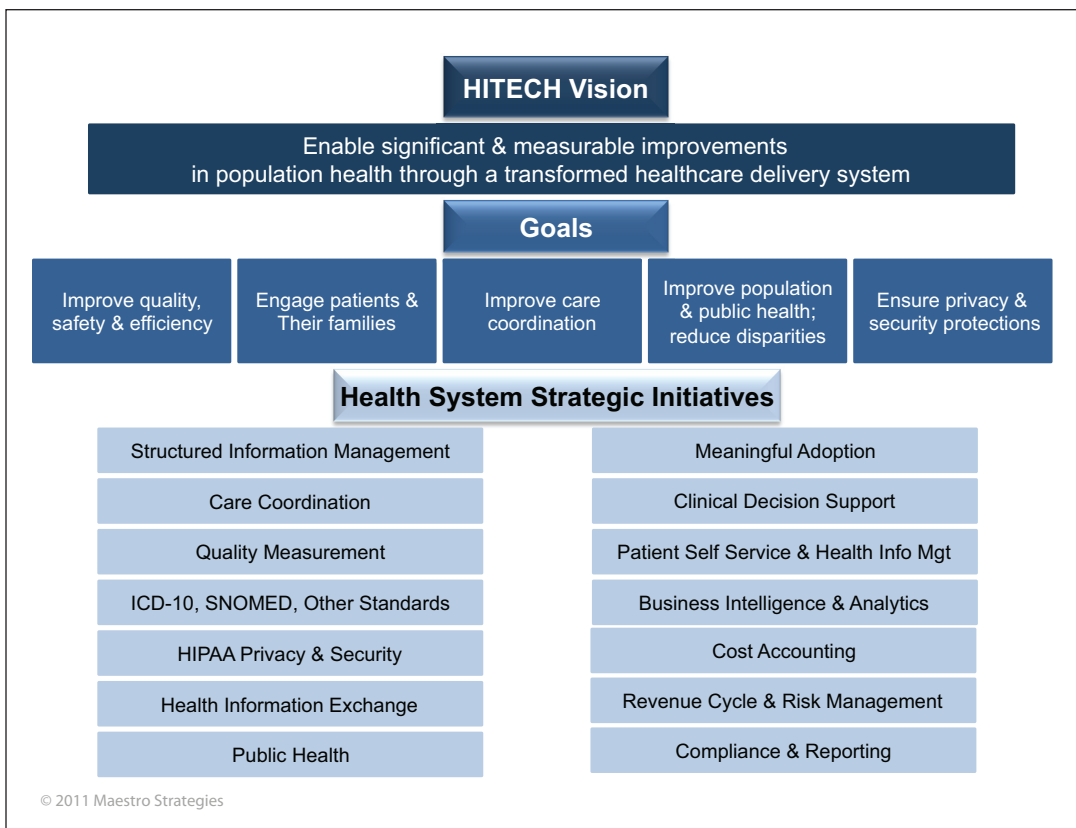 HITECH Vision
Enable significant & measurable improvements
in population health through a transformed healthcare delivery system
Goals
Improve quality,
safety & efficiency
Engage patients &
Their families
Improve care
coordination
Improve population
& public health;
reduce disparities
Ensure privacy &
security protections
Health System Strategic Initiatives
Structured Information Management
Care Coordination
Quality Measurement
ICD-10, SNOMED, Other Standards
HIPAA Privacy & Security
Health Information Exchange
Public Health
Meaningful Adoption
Clinical Decision Support
Patient Self Service & Health Info Mgt
Business Intelligence & Analytics
Cost Accounting
Revenue Cycle & Risk Management
Compliance & Reporting
© 2011 Maestro Strategies